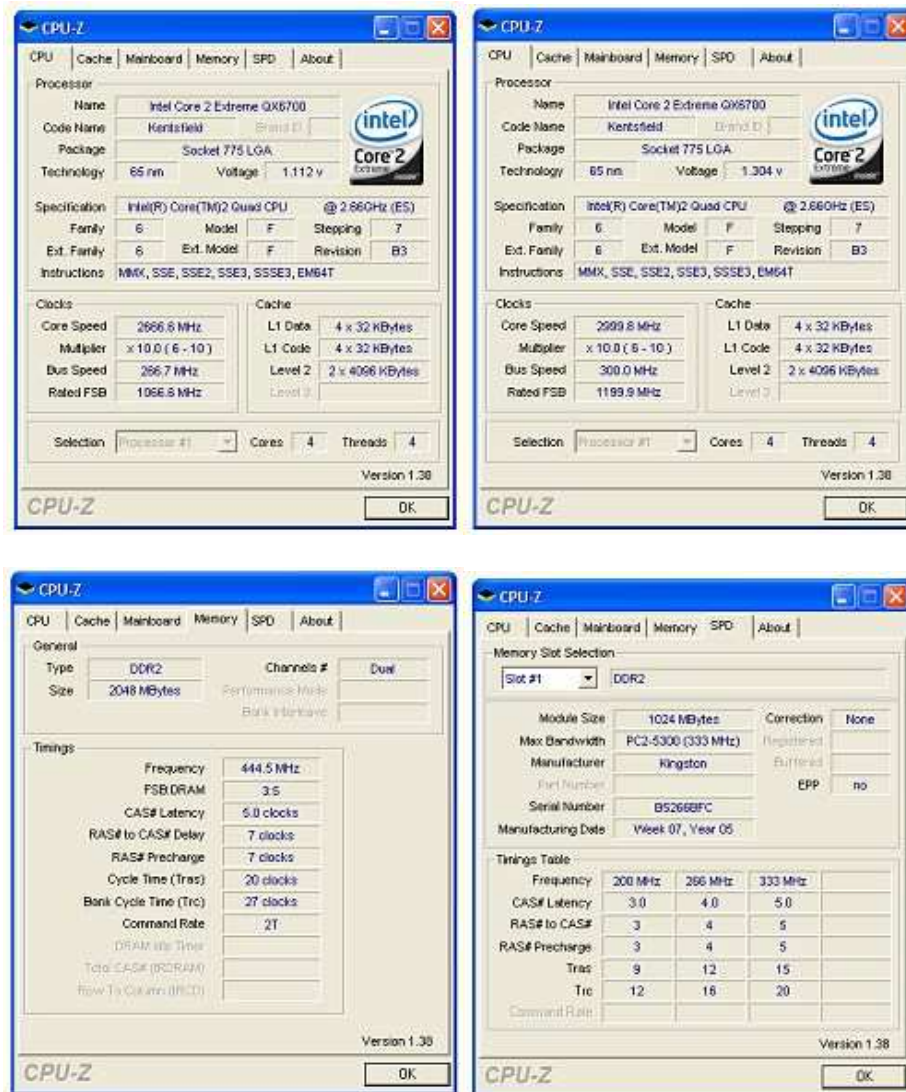 CPU-Z
CPU Cache Mainboard Memory SPD About
Processor
Name Intel Core 2 Extreme QX6700
Code Name Kentsfield Brand ID
Package Socket 775 LGA
Technology 65 nm Voltage 1.112 v
intel
Core 2
Extreme
Specification Intel(R) Core(TM)2 Quad CPU @ 2.66GHz (ES)
Family 6 Model F Stepping 7
Ext. Family 6 Ext. Model F Revision B3
Instructions MMX, SSE, SSE2, SSE3, SSSE3, EM64T
Clocks Cache
Core Speed 2666.6 MHz L1 Data 4 x 32 KBytes
Multiplier x 10.0 ( 6 - 10 ) L1 Code 4 x 32 KBytes
Bus Speed 266.7 MHz Level 2 2 x 4096 KBytes
Rated FSB 1066.6 MHz Level 3
Selection Processor #1 Cores 4 Threads 4
Version 1.38
CPU-Z OK
CPU-Z
CPU Cache Mainboard Memory SPD About
Processor
Name Intel Core 2 Extreme QX6700
Code Name Kentsfield Brand ID
Package Socket 775 LGA
Technology 65 nm Voltage 1.304 v
intel
Core 2
Extreme
Specification Intel(R) Core(TM)2 Quad CPU @ 2.66GHz (ES)
Family 6 Model F Stepping 7
Ext. Family 6 Ext. Model F Revision B3
Instructions MMX, SSE, SSE2, SSE3, SSSE3, EM64T
Clocks Cache
Core Speed 2999.8 MHz L1 Data 4 x 32 KBytes
Multiplier x 10.0 ( 6 - 10 ) L1 Code 4 x 32 KBytes
Bus Speed 300.0 MHz Level 2 2 x 4096 KBytes
Rated FSB 1199.9 MHz Level 3
Selection Processor #1 Cores 4 Threads 4
Version 1.38
CPU-Z OK
CPU-Z
CPU Cache Mainboard Memory SPD About
General
Type DDR2 Channels # Dual
Size 2048 MBytes Performance Mode
Bank Interleave
Timings
Frequency 444.5 MHz
FSB:DRAM 3:5
CAS# Latency 5.0 clocks
RAS# to CAS# Delay 7 clocks
RAS# Precharge 7 clocks
Cycle Time (Tras) 20 clocks
Bank Cycle Time (Trc) 27 clocks
Command Rate 2T
DRAM Idle Timer
Total CAS# (tRDRAM)
Row To Column (tRCD)
Version 1.38
CPU-Z OK
CPU-Z
CPU Cache Mainboard Memory SPD About
Memory Slot Selection
Slot #1 DDR2
Module Size 1024 MBytes Correction None
Max Bandwidth PC2-5300 (333 MHz) Registered
Manufacturer Kingston Buffered
Part Number EPP no
Serial Number B5266BFC
Manufacturing Date Week 07, Year 05
Timings Table
Frequency 200 MHz 266 MHz 333 MHz
CAS# Latency 3.0 4.0 5.0
RAS# to CAS# 3 4 5
RAS# Precharge 3 4 5
Tras 9 12 15
Trc 12 16 20
Command Rate
Version 1.38
CPU-Z OK